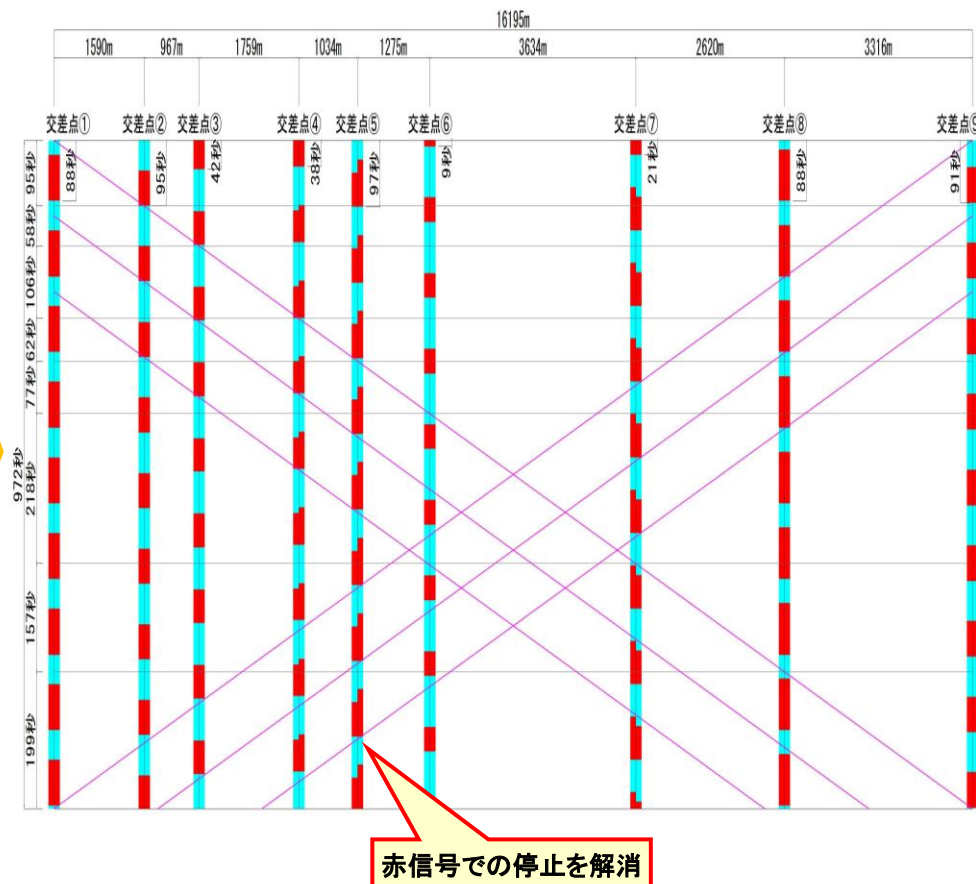 16195m
1590m 967m 1759m 1034m 1275m 3634m 2620m 3316m
交差点① 交差点② 交差点③ 交差点④ 交差点⑤ 交差点⑥ 交差点⑦ 交差点⑧ 交差点⑨
88秒 95秒 42秒 38秒 97秒 9秒 21秒 88秒 91秒
972秒
95秒
58秒
106秒
62秒
77秒
218秒
157秒
199秒
赤信号での停止を解消